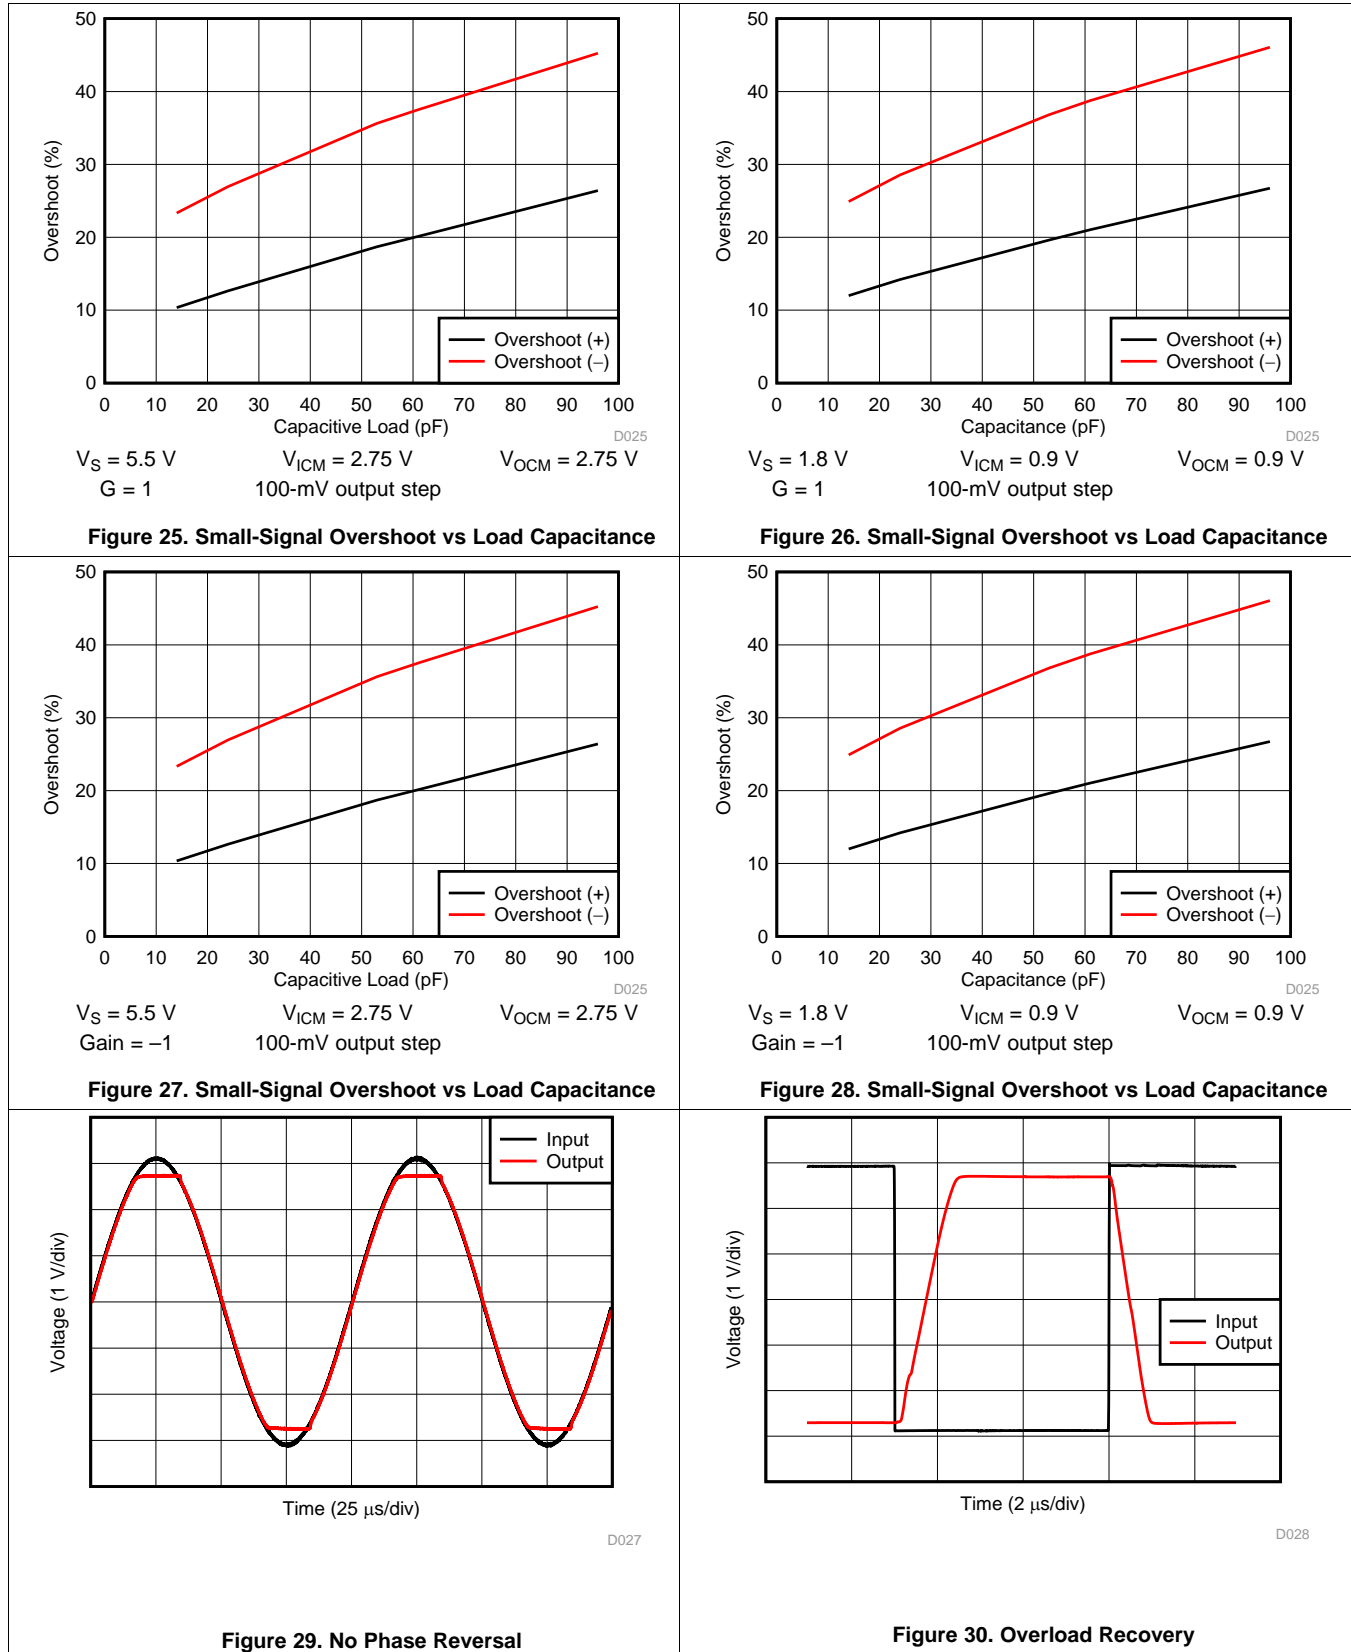 50
40
30
20
10
0
Overshoot (%)
Overshoot (+)
Overshoot (−)
0 10 20 30 40 50 60 70 80 90 100
Capacitive Load (pF)
D025
VS = 5.5 V VICM = 2.75 V VOCM = 2.75 V
G = 1 100-mV output step
Figure 25. Small-Signal Overshoot vs Load Capacitance
50
40
30
20
10
0
Overshoot (%)
Overshoot (+)
Overshoot (−)
0 10 20 30 40 50 60 70 80 90 100
Capacitance (pF)
D025
VS = 1.8 V VICM = 0.9 V VOCM = 0.9 V
G = 1 100-mV output step
Figure 26. Small-Signal Overshoot vs Load Capacitance
50
40
30
20
10
0
Overshoot (%)
Overshoot (+)
Overshoot (−)
0 10 20 30 40 50 60 70 80 90 100
Capacitive Load (pF)
D025
VS = 5.5 V VICM = 2.75 V VOCM = 2.75 V
Gain = –1 100-mV output step
Figure 27. Small-Signal Overshoot vs Load Capacitance
50
40
30
20
10
0
Overshoot (%)
Overshoot (+)
Overshoot (−)
0 10 20 30 40 50 60 70 80 90 100
Capacitance (pF)
D025
VS = 1.8 V VICM = 0.9 V VOCM = 0.9 V
Gain = –1 100-mV output step
Figure 28. Small-Signal Overshoot vs Load Capacitance
Voltage (1 V/div)
Input
Output
Time (25 μs/div)
D027
Figure 29. No Phase Reversal
Voltage (1 V/div)
Input
Output
Time (2 μs/div)
D028
Figure 30. Overload Recovery